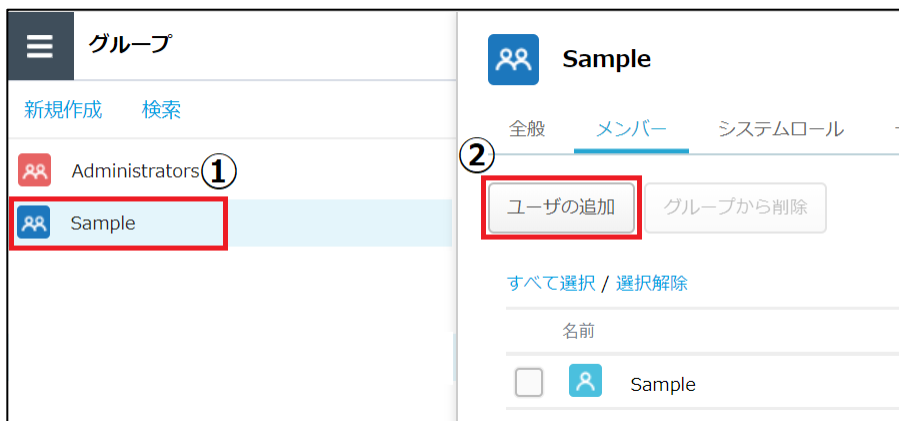 グループ
新規作成 検索
Administrators ①
Sample
Sample
全般 メンバー システムロール
②
ユーザの追加 グループから削除
すべて選択 / 選択解除
名前
Sample